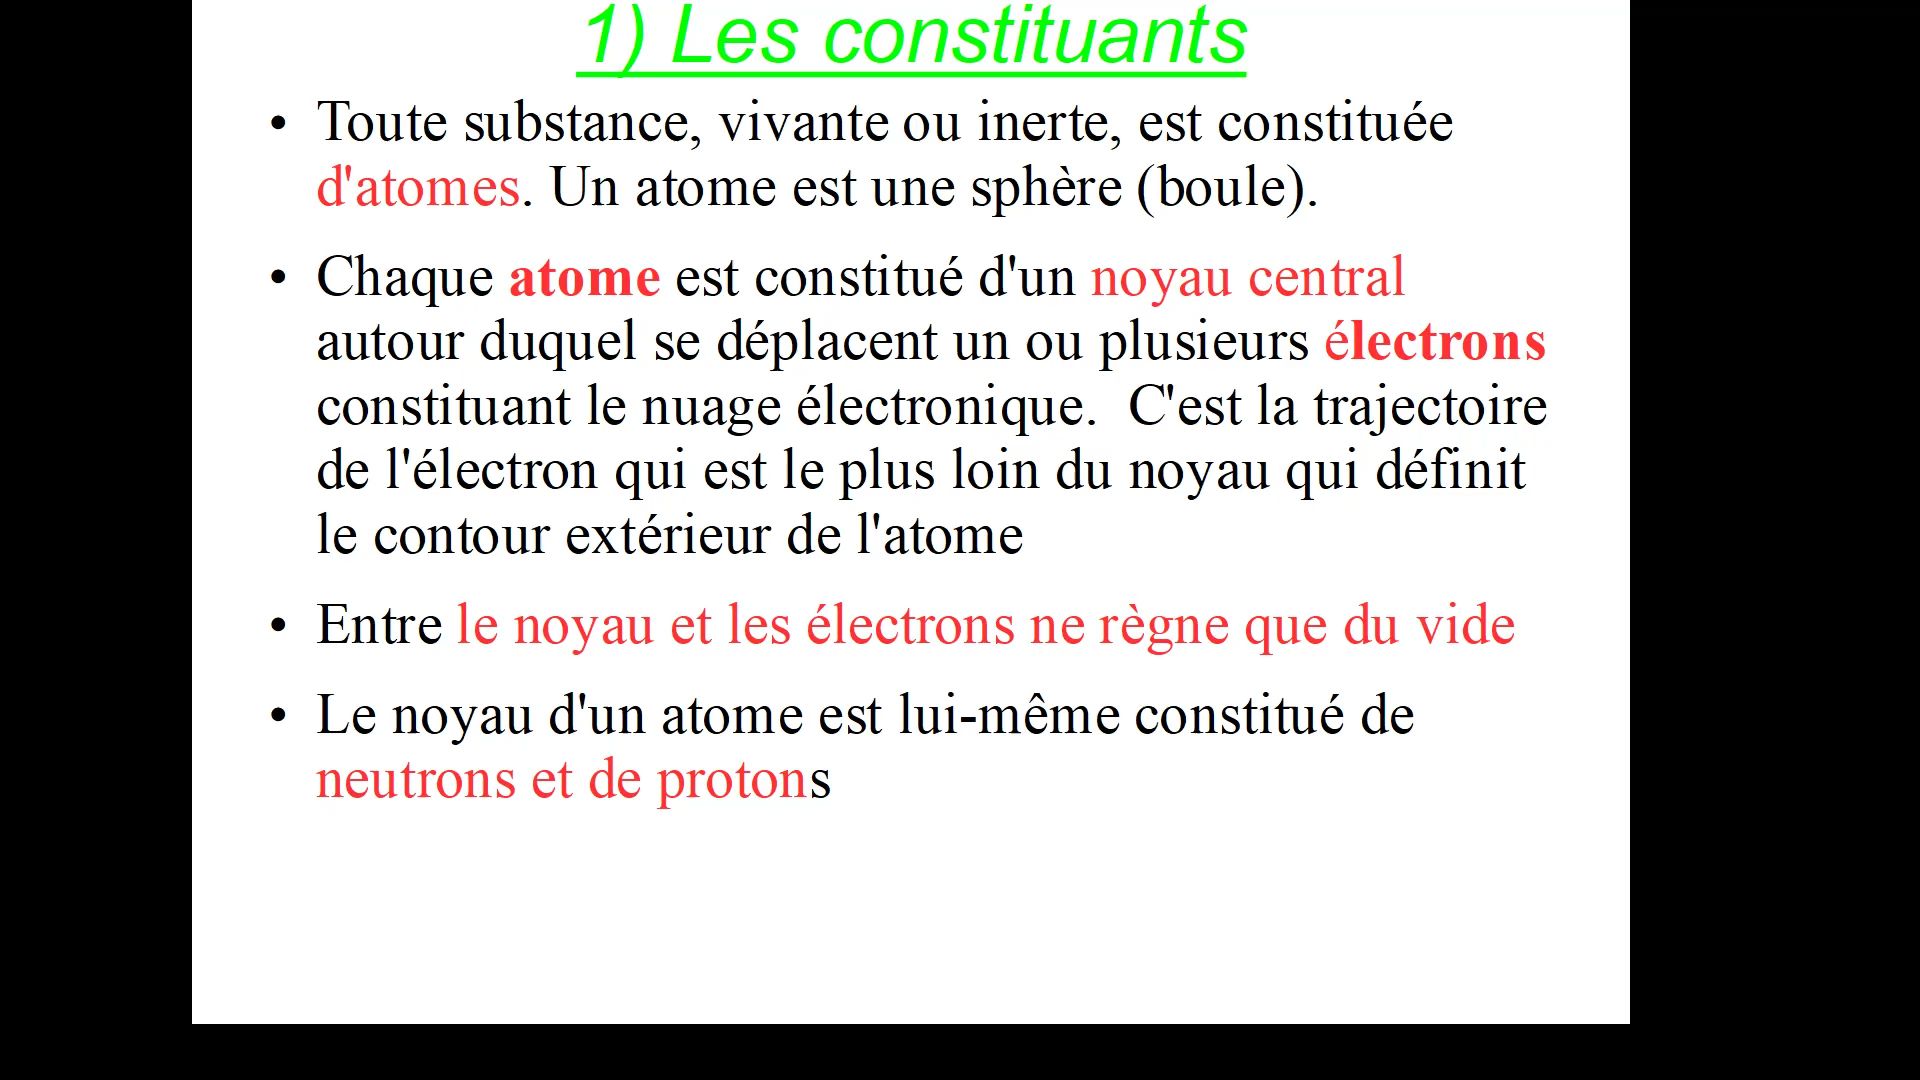 1) Les constituants
• Toute substance, vivante ou inerte, est constituée
d'atomes. Un atome est une sphère (boule).
• Chaque atome est constitué d'un noyau central
autour duquel se déplacent un ou plusieurs électrons
constituant le nuage électronique.  C'est la trajectoire
de l'électron qui est le plus loin du noyau qui définit
le contour extérieur de l'atome
• Entre le noyau et les électrons ne règne que du vide
• Le noyau d'un atome est lui-même constitué de
neutrons et de protons